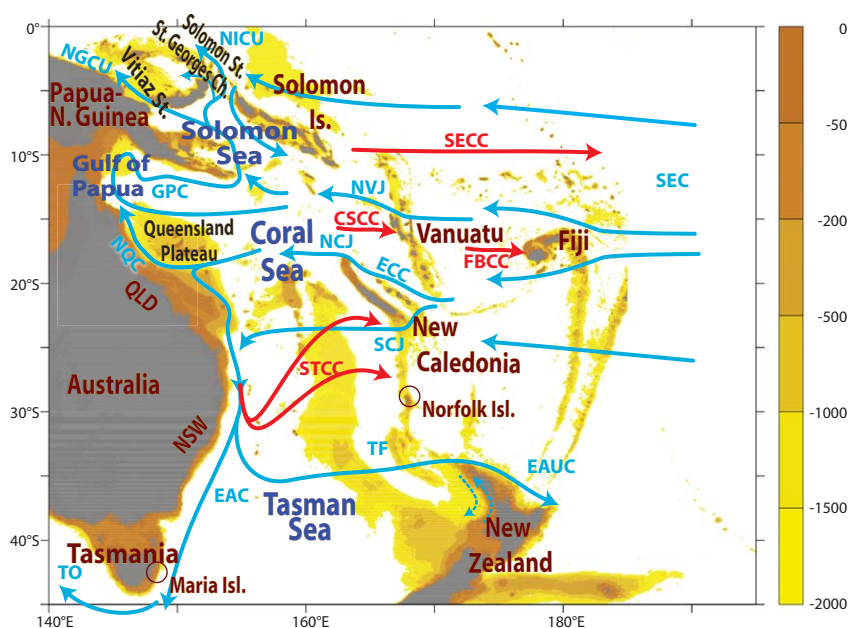 0°
10°S
20°S
30°S
40°S
140°E
150°E
160°E
170°E
180°E
NGCU
Vitiaz St.
St.Georges Ch.
Solomon St.
NICU
Solomon
Is.
Papua-
N. Guinea
Solomon
Sea
SECC
SEC
Gulf of
Papua
GPC
NVJ
Queensland
Plateau
Coral
Sea
CSCC
NCJ
Vanuatu
Fiji
FBCC
NQC
ECC
QLD
New
Caledonia
SCJ
STCC
Australia
Norfolk Isl.
NSW
TF
EAUC
EAC
Tasman
Sea
New
Zealand
Tasmania
TO
Maria Isl.
0
-50
-200
-500
-1000
-1500
-2000